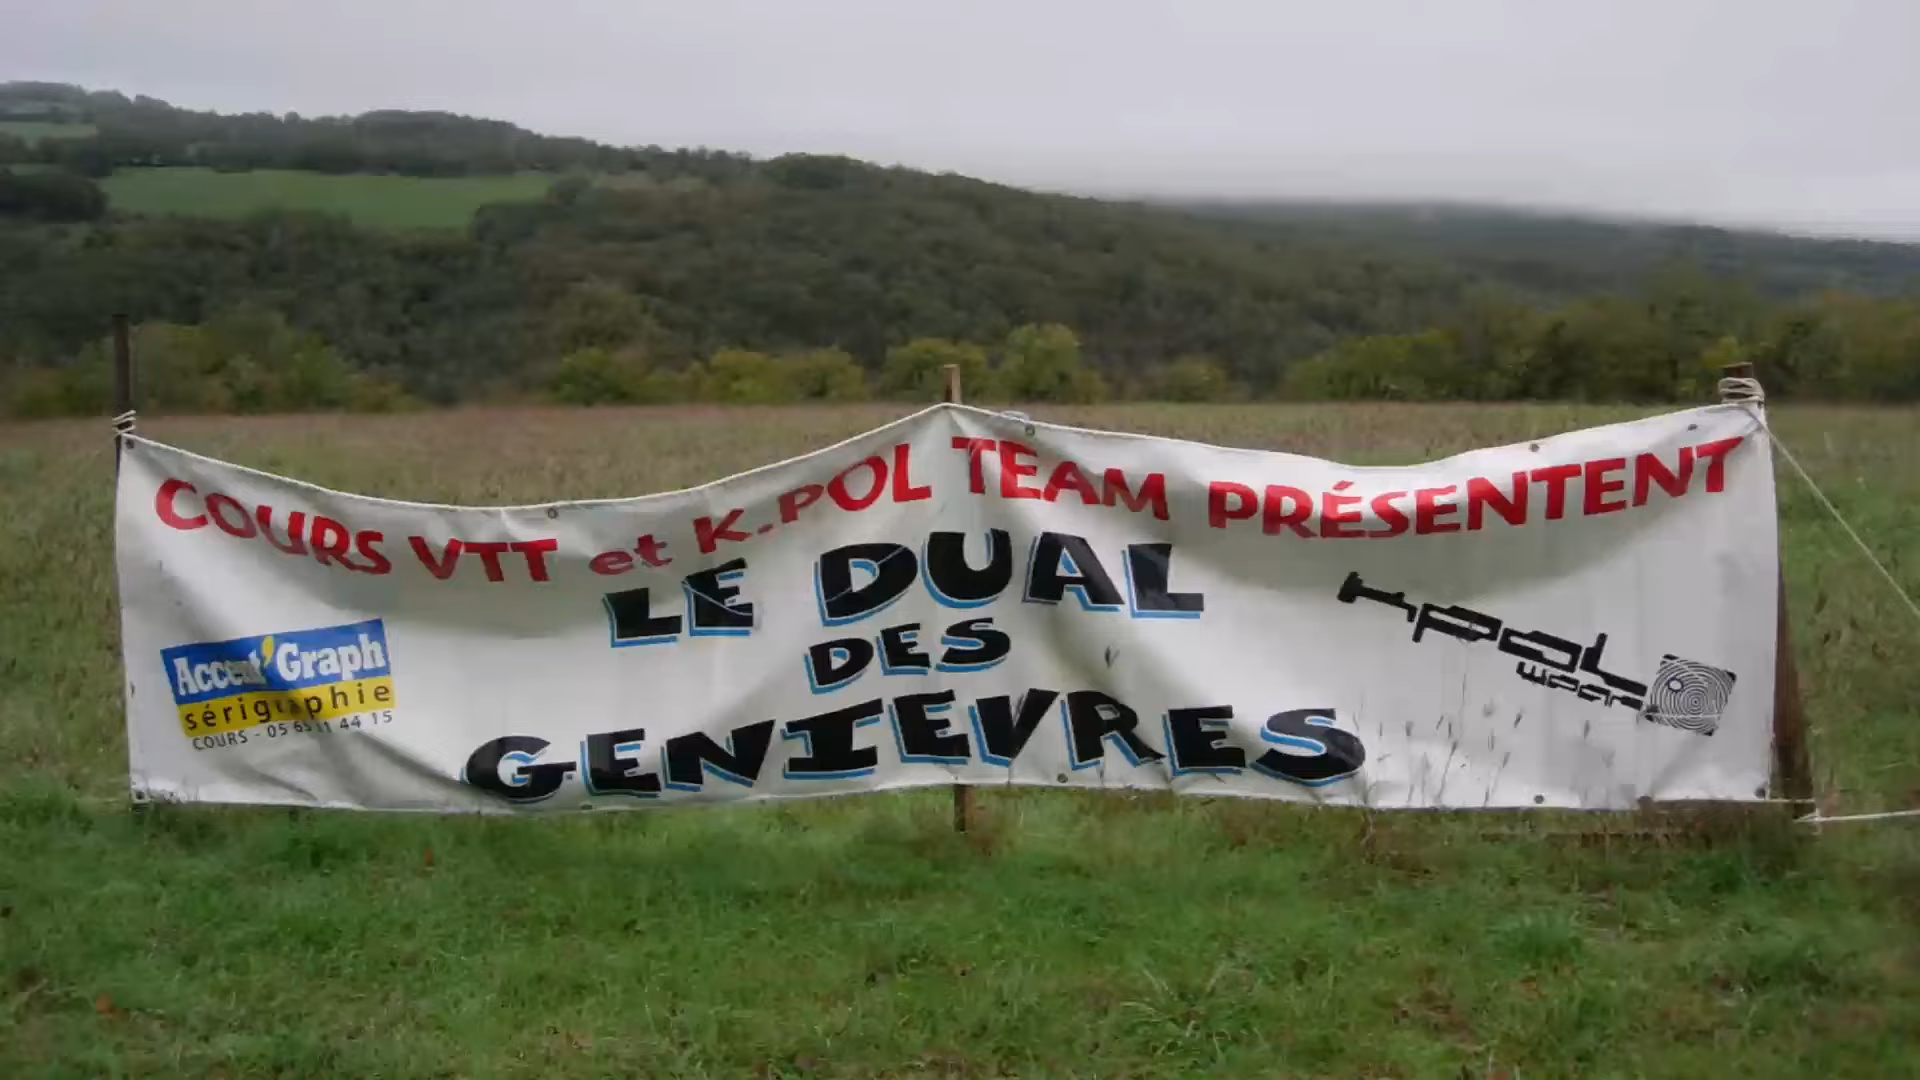 COURS VTT et K.POL TEAM PRÉSENTENT
LE DUAL
DES
GENIEVRES
Accent'Graph
sérigraphie
COURS - 05 65 31 44 15
kpol
wear